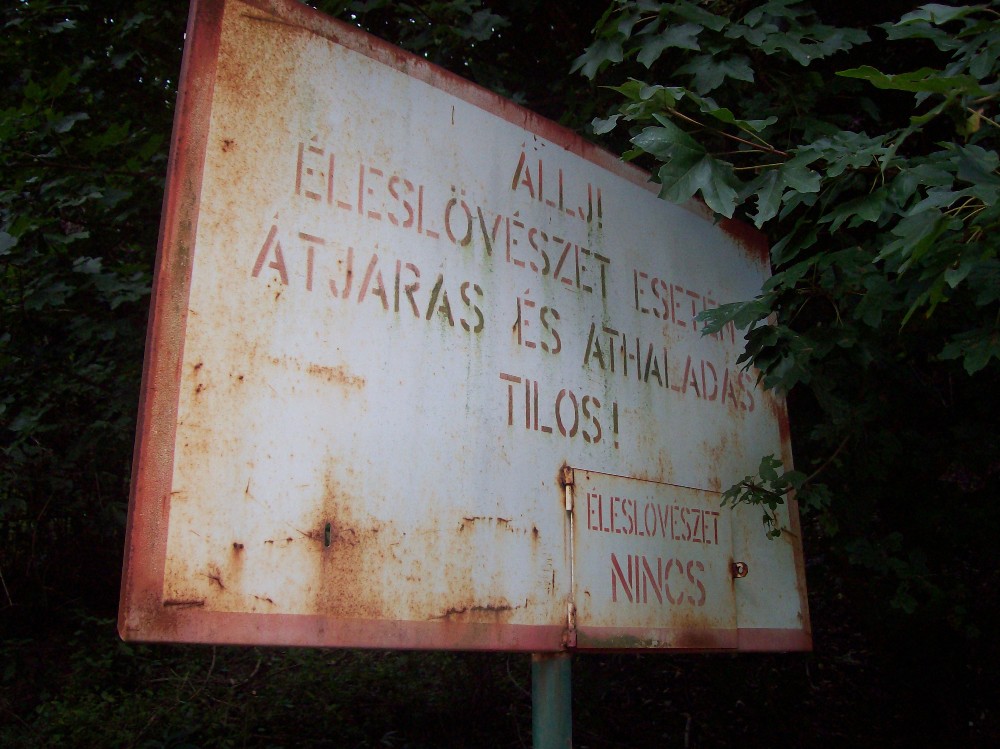 ÁLLJ!
ÉLESLÖVÉSZET ESETÉN
ÁTJÁRÁS ÉS ÁTHALADÁS
TILOS!
ÉLESLÖVÉSZET
NINCS